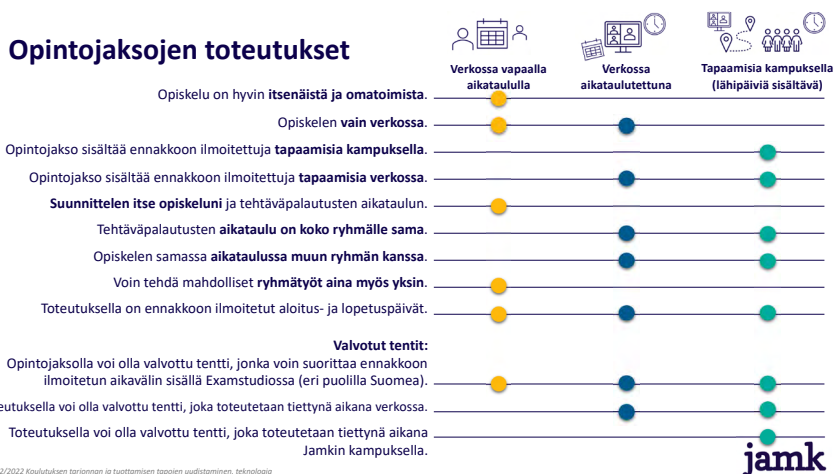 Opintojaksojen toteutukset
Verkossa vapaalla
aikataululla
Verkossa
aikataulutettuna
Tapaamisia kampuksella
(lähipäiviä sisältävä)
Opiskelu on hyvin itsenäistä ja omatoimista.
Opiskelen vain verkossa.
Opintojakso sisältää ennakkoon ilmoitettuja tapaamisia kampuksella.
Opintojakso sisältää ennakkoon ilmoitettuja tapaamisia verkossa.
Suunnittelen itse opiskeluni ja tehtäväpalautusten aikataulun.
Tehtäväpalautusten aikataulu on koko ryhmälle sama.
Opiskelen samassa aikataulussa muun ryhmän kanssa.
Voin tehdä mahdolliset ryhmätyöt aina myös yksin.
Toteutuksella on ennakkoon ilmoitetut aloitus- ja lopetuspäivät.
Valvotut tentit:
Opintojaksolla voi olla valvottu tentti, jonka voin suorittaa ennakkoon
ilmoitetun aikavälin sisällä Examstudiossa (eri puolilla Suomea).
eutuksella voi olla valvottu tentti, joka toteutetaan tiettynä aikana verkossa.
Toteutuksella voi olla valvottu tentti, joka toteutetaan tiettynä aikana
Jamkin kampuksella.
2/2022 Koulutuksen tarjonnan ja tuottamisen tapojen uudistaminen, teknologia
jamk